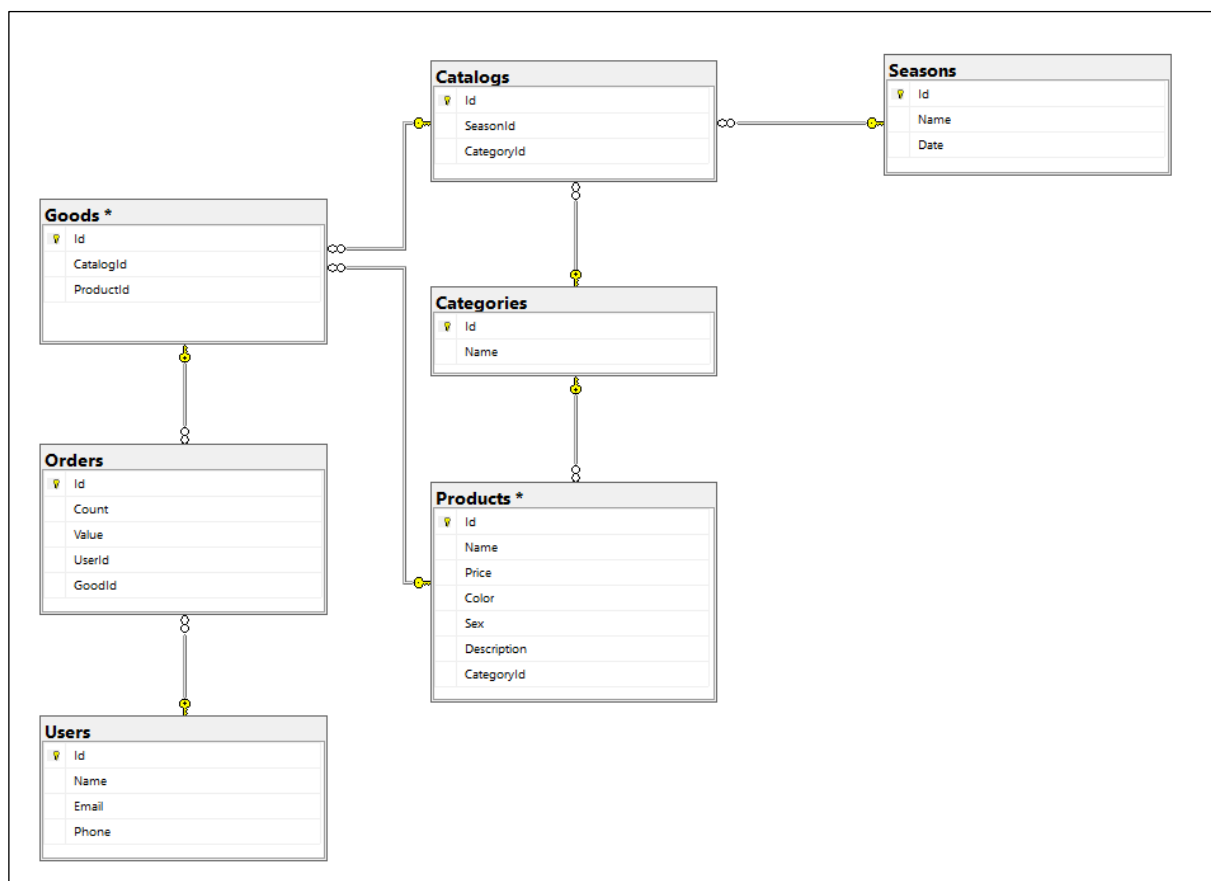 Catalogs
Id
SeasonId
CategoryId
Seasons
Id
Name
Date
Goods *
Id
CatalogId
ProductId
Categories
Id
Name
Orders
Id
Count
Value
UserId
GoodId
Products *
Id
Name
Price
Color
Sex
Description
CategoryId
Users
Id
Name
Email
Phone